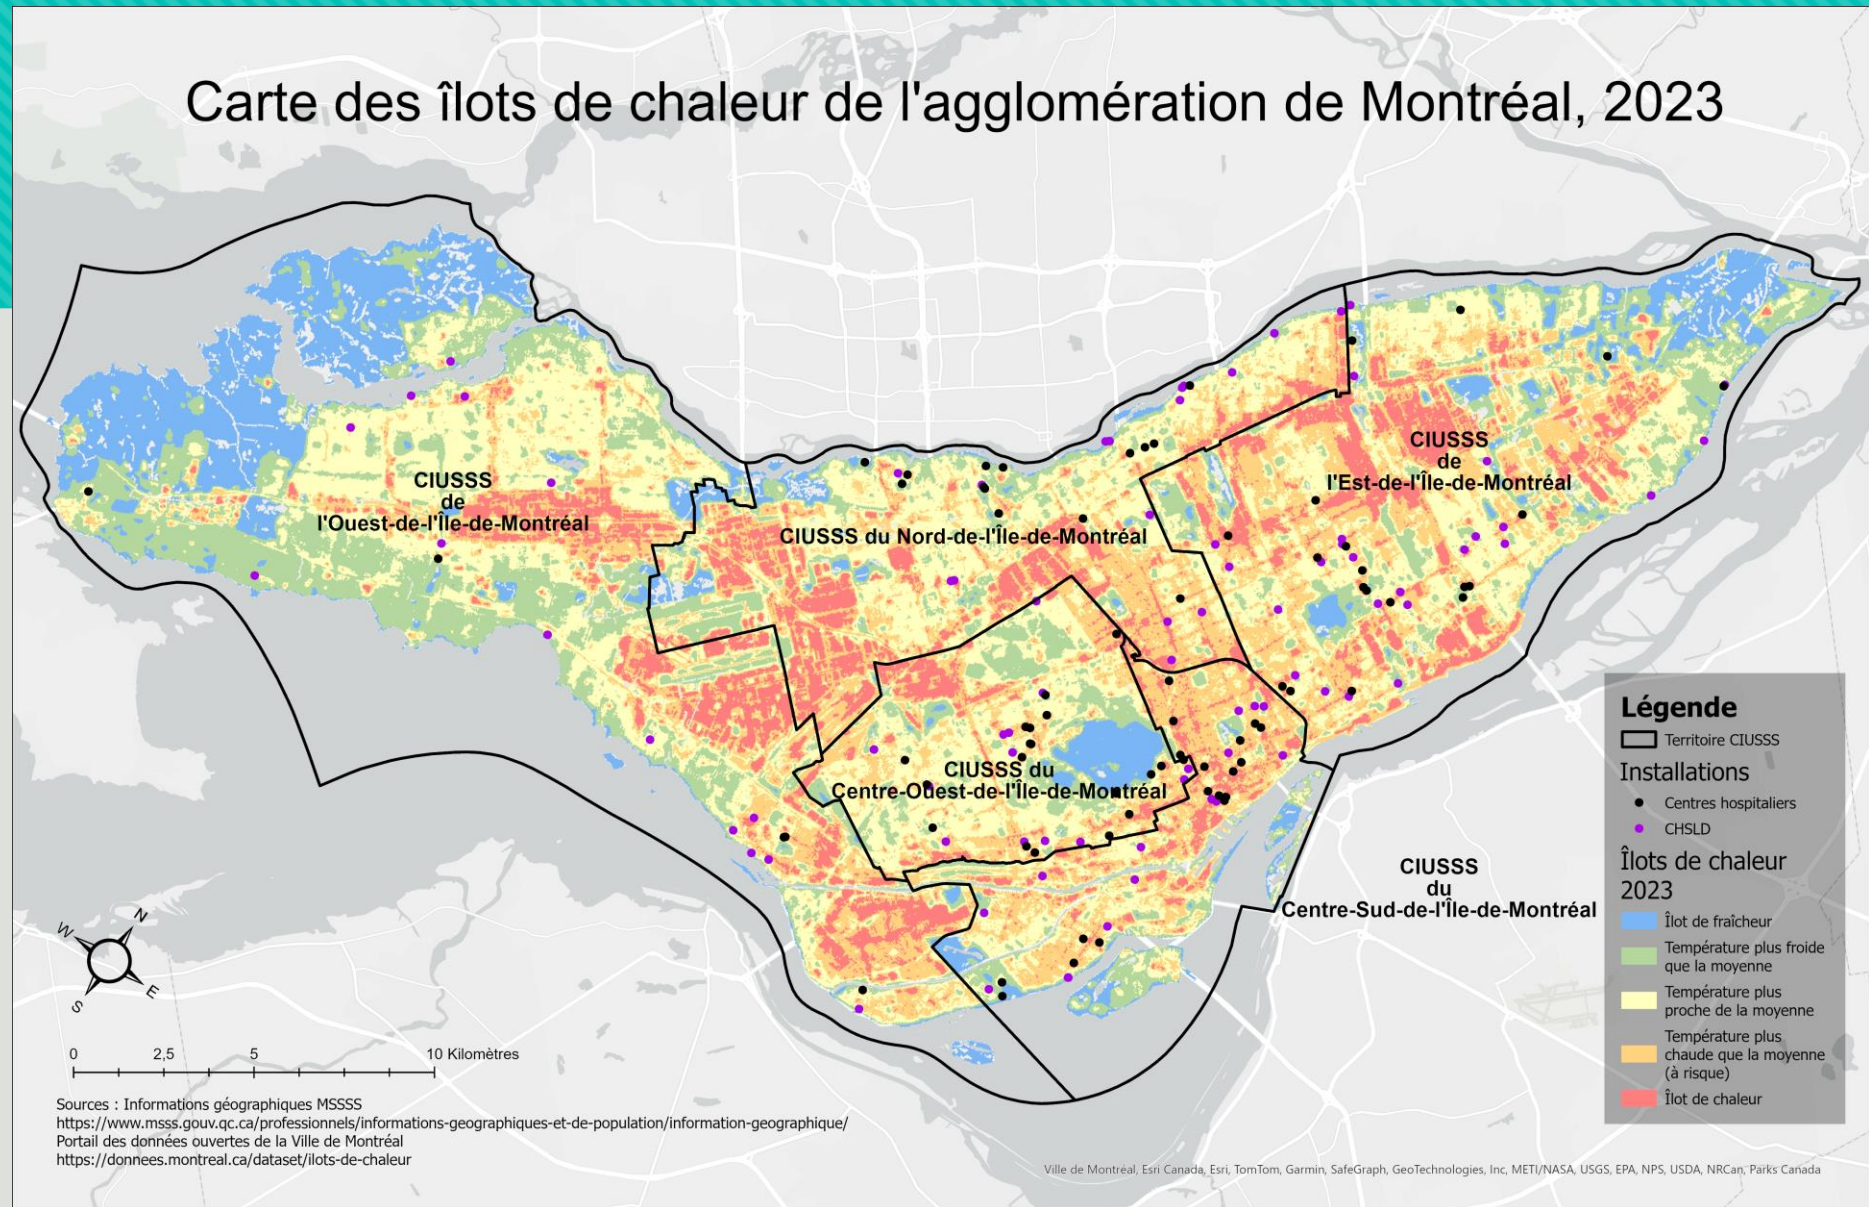 Carte des îlots de chaleur de l'agglomération de Montréal, 2023
CIUSSS
de
l'Ouest-de-l'Île-de-Montréal
CIUSSS du Nord-de-l'Île-de-Montréal
CIUSSS
de
l'Est-de-l'Île-de-Montréal
CIUSSS du
Centre-Ouest-de-l'Île-de-Montréal
CIUSSS
du
Centre-Sud-de-l'Île-de-Montréal
Légende
Territoire CIUSSS
Installations
Centres hospitaliers
CHSLD
Îlots de chaleur
2023
Îlot de fraîcheur
Température plus froide
que la moyenne
Température plus
proche de la moyenne
Température plus
chaude que la moyenne
(à risque)
Îlot de chaleur
N
W
E
S
0 2,5 5 10 Kilomètres
Sources : Informations géographiques MSSSS
https://www.msss.gouv.qc.ca/professionnels/informations-geographiques-et-de-population/information-geographique/
Portail des données ouvertes de la Ville de Montréal
https://donnees.montreal.ca/dataset/ilots-de-chaleur
Ville de Montréal, Esri Canada, Esri, TomTom, Garmin, SafeGraph, GeoTechnologies, Inc, METI/NASA, USGS, EPA, NPS, USDA, NRCan, Parks Canada